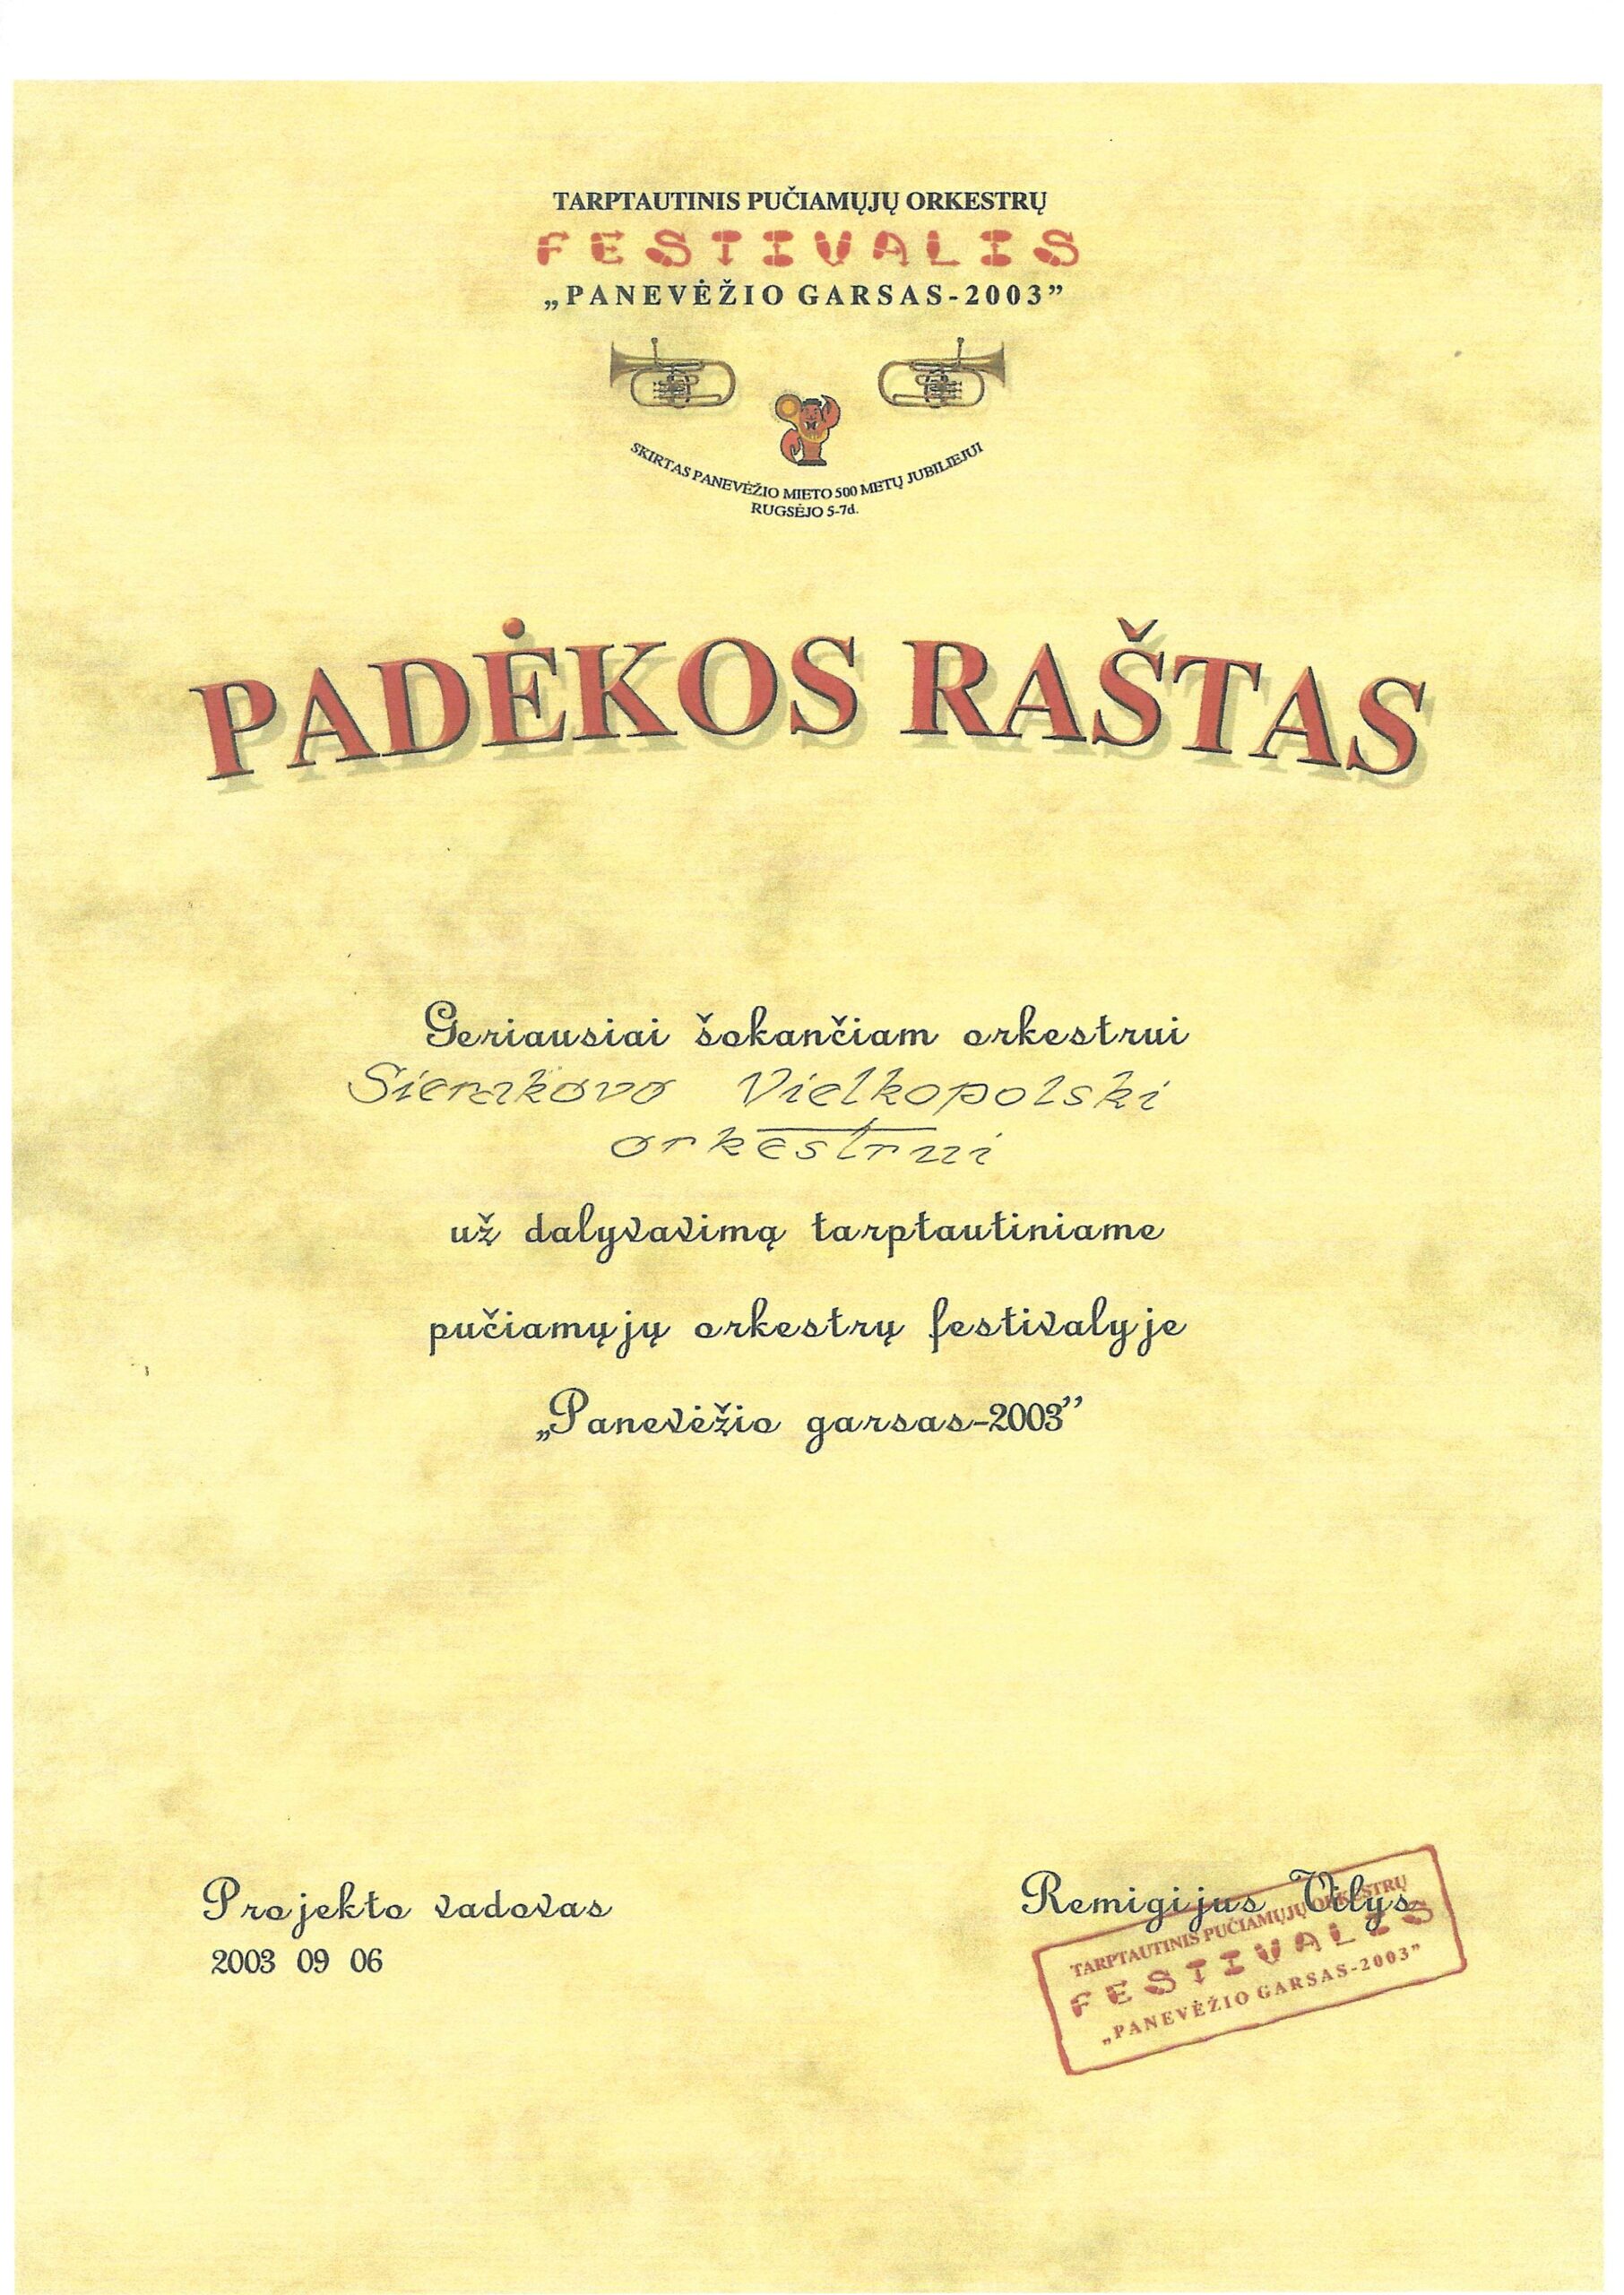 TARPTAUTINIS PUČIAMŲJŲ ORKESTRŲ
FESTIVALIS
„PANEVĖŽIO GARSAS-2003”
SKIRTAS PANEVĖŽIO MIETO 500 METŲ JUBILIEJUI
RUGSĖJO 5-7d.
PADĖKOS RAŠTAS
Geriausiai šokančiam orkestrui
Sierakovo Vielkopolski
orkestrui
už dalyvavimą tarptautiniame
pučiamųjų orkestrų festivalyje
„Panevėžio garsas-2003”
Projekto vadovas
2003 09 06
Remigijus Vilys
TARPTAUTINIS PUČIAMŲJŲ ORKESTRŲ
FESTIVALIS
„PANEVĖŽIO GARSAS-2003”